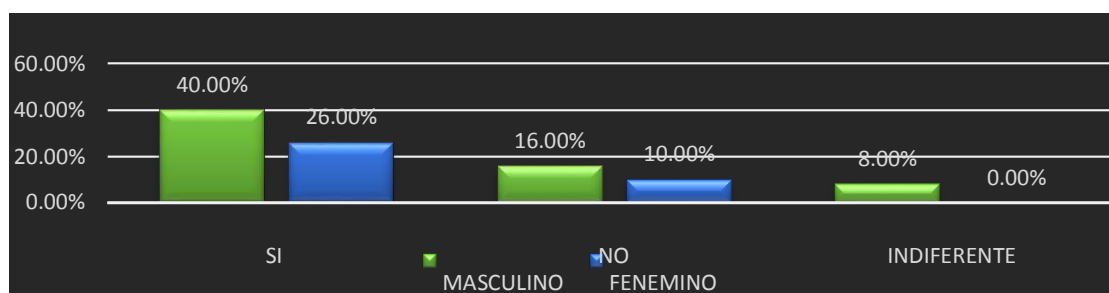 60.00%
40.00%
40.00%
26.00%
20.00%
16.00%
10.00%
8.00%
0.00%
0.00%
SI
NO
INDIFERENTE
MASCULINO
FENEMINO